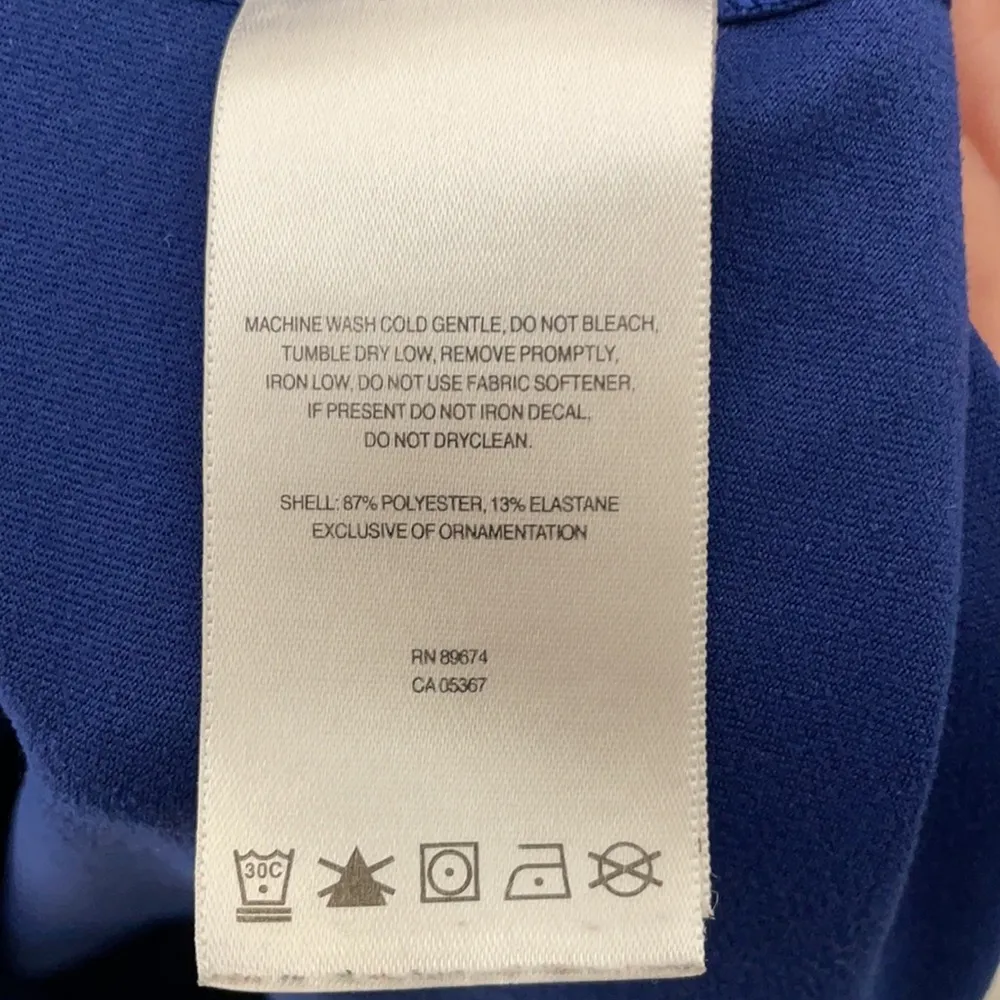 MACHINE WASH COLD GENTLE, DO NOT BLEACH,
TUMBLE DRY LOW, REMOVE PROMPTLY,
IRON LOW, DO NOT USE FABRIC SOFTENER,
IF PRESENT DO NOT IRON DECAL,
DO NOT DRYCLEAN.
SHELL: 87% POLYESTER, 13% ELASTANE
EXCLUSIVE OF ORNAMENTATION
RN 89674
CA 05367
30C